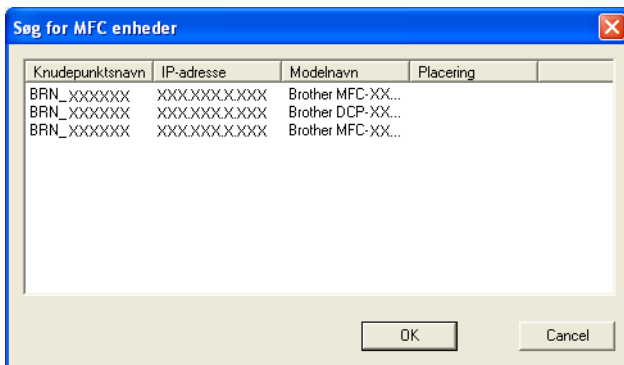 Søg for MFC enheder
Knudepunktsnavn IP-adresse Modelnavn Placering
BRN_XXXXXX XXX.XXX.X.XXX Brother MFC-XX...
BRN_XXXXXX XXX.XXX.X.XXX Brother DCP-XX...
BRN_XXXXXX XXX.XXX.X.XXX Brother MFC-XX...
OK Cancel